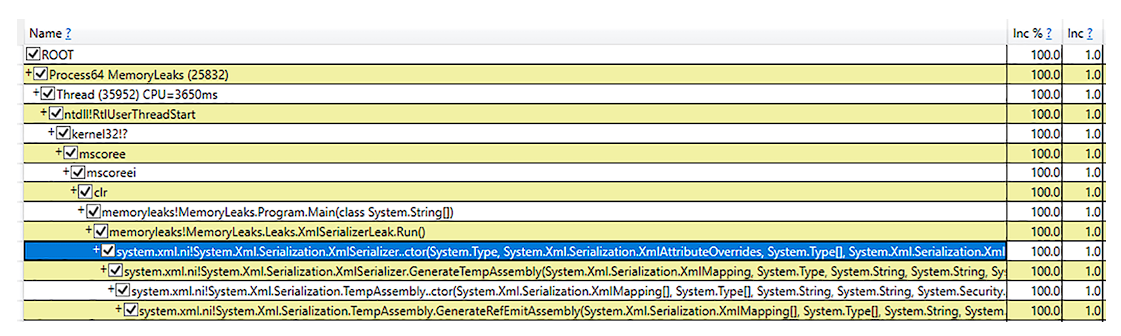 Name ? Inc % ? Inc ?
ROOT 100.0 1.0
+ Process64 MemoryLeaks (25832) 100.0 1.0
+ Thread (35952) CPU=3650ms 100.0 1.0
+ ntdll!RtlUserThreadStart 100.0 1.0
+ kernel32!? 100.0 1.0
+ mscoree 100.0 1.0
+ mscoreei 100.0 1.0
+ clr 100.0 1.0
+ memoryleaks!MemoryLeaks.Program.Main(class System.String[]) 100.0 1.0
+ memoryleaks!MemoryLeaks.Leaks.XmlSerializerLeak.Run() 100.0 1.0
+ system.xml.ni!System.Xml.Serialization.XmlSerializer..ctor(System.Type, System.Xml.Serialization.XmlAttributeOverrides, System.Type[], System.Xml.Serialization.Xml 100.0 1.0
+ system.xml.ni!System.Xml.Serialization.XmlSerializer.GenerateTempAssembly(System.Xml.Serialization.XmlMapping, System.Type, System.String, System.String, Sy 100.0 1.0
+ system.xml.ni!System.Xml.Serialization.TempAssembly..ctor(System.Xml.Serialization.XmlMapping[], System.Type[], System.String, System.String, System.Security. 100.0 1.0
+ system.xml.ni!System.Xml.Serialization.TempAssembly.GenerateRefEmitAssembly(System.Xml.Serialization.XmlMapping[], System.Type[], System.String, System. 100.0 1.0